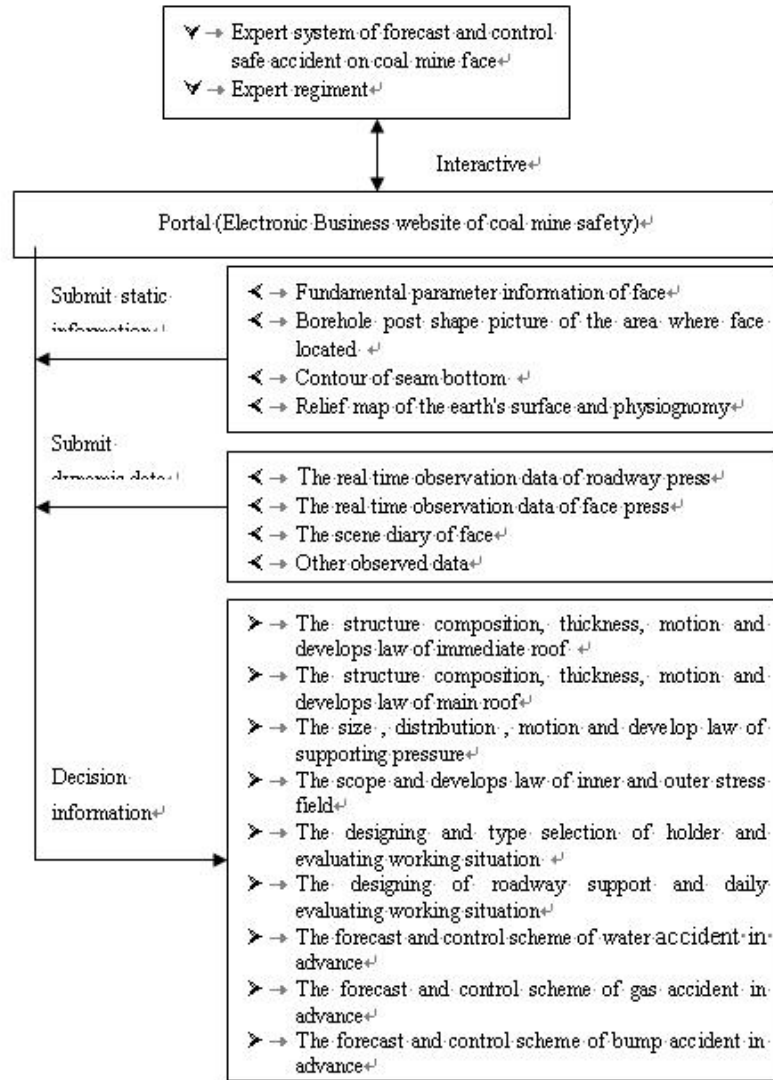 Expert system of forecast and control
safe accident on coal mine face
Expert regiment
Interactive
Portal (Electronic Business website of coal mine safety)
Submit static
information
Fundamental parameter information of face
Borehole post shape picture of the area where face
located
Contour of seam bottom
Relief map of the earth's surface and physiognomy
Submit
dynamic data
The real time observation data of roadway press
The real time observation data of face press
The scene diary of face
Other observed data
Decision
information
The structure composition, thickness, motion and
develops law of immediate roof
The structure composition, thickness, motion and
develops law of main roof
The size , distribution , motion and develop law of
supporting pressure
The scope and develops law of inner and outer stress
field
The designing and type selection of holder and
evaluating working situation
The designing of roadway support and daily
evaluating working situation
The forecast and control scheme of water accident in
advance
The forecast and control scheme of gas accident in
advance
The forecast and control scheme of bump accident in
advance